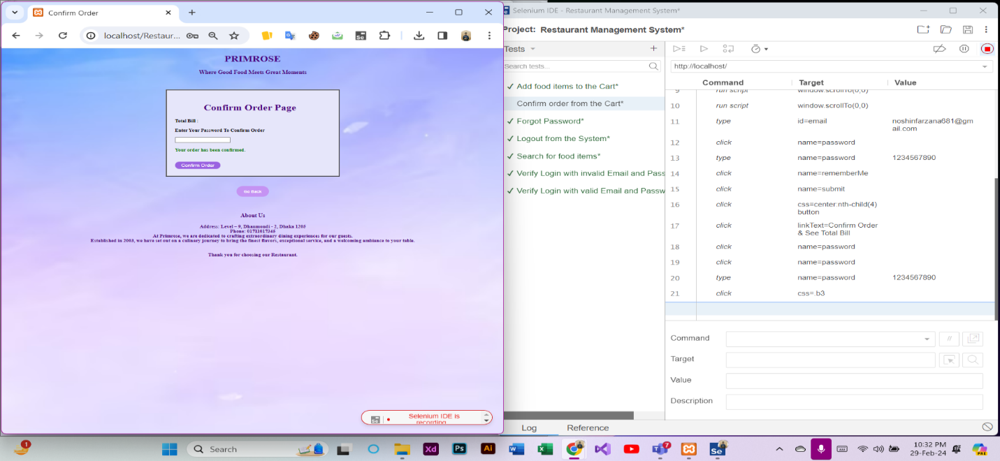 Confirm Order
localhost/Restaur...
PRIMROSE
Where Good Food Meets Great Moments
Confirm Order Page
Total Bill :
Enter Your Password To Confirm Order
Your order has been confirmed.
Confirm Order
Go Back
About Us
Address: Level – 9, Dhanmondi - 2, Dhaka 1205
Phone: 01711017246
At Primrose, we are dedicated to crafting extraordinary dining experiences for our guests.
Established in 2003, we have set out on a culinary journey to bring the finest flavors, exceptional service, and a welcoming ambiance to your table.
Thank you for choosing our Restaurant.
Selenium IDE is
recording
Selenium IDE - Restaurant Management System*
Project: Restaurant Management System*
Tests
Search tests...
✓ Add food items to the Cart*
Confirm order from the Cart*
✓ Forgot Password*
✓ Logout from the System*
✓ Search for food items*
✓ Verify Login with invalid Email and Pass
✓ Verify Login with valid Email and Passw
http://localhost/
Command Target Value
9 run script window.scrollTo(0,0)
10 run script window.scrollTo(0,0)
11 type id=email noshinfarzana681@gm
ail.com
12 click name=password
13 type name=password 1234567890
14 click name=rememberMe
15 click name=submit
16 click css=center:nth-child(4)
button
17 click linkText=Confirm Order
& See Total Bill
18 click name=password
19 click name=password
20 type name=password 1234567890
21 click css=.b3
Command
//
Target
Value
Description
Log Reference
1
Search
Xd
Ps
Ai
7
Se
10:32 PM
29-Feb-24
PRE